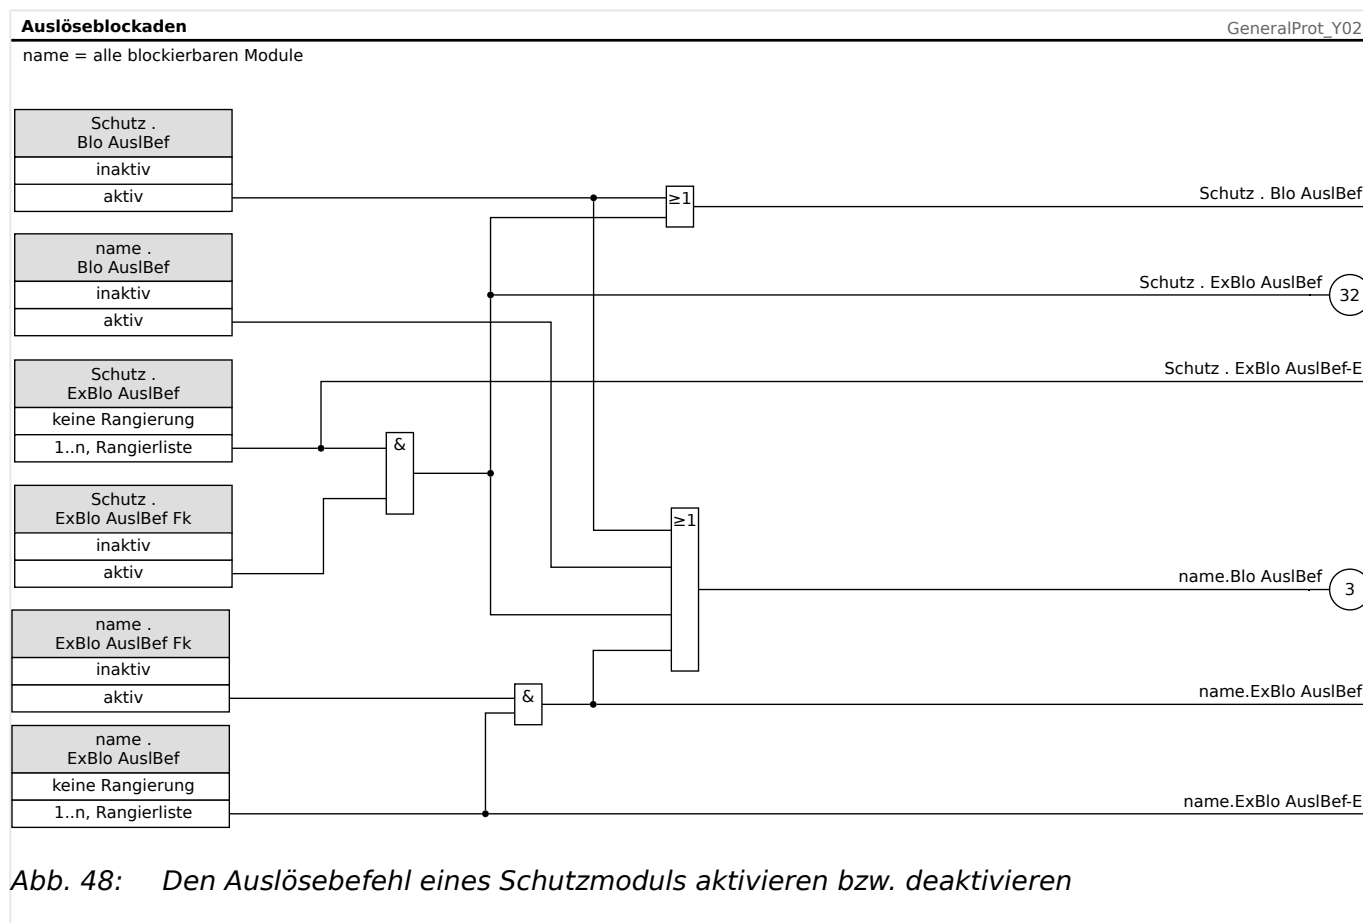 Auslöseblockaden
GeneralProt_Y02
name = alle blockierbaren Module
Schutz .
Blo AuslBef
inaktiv
aktiv
≥1
Schutz . Blo AuslBef
name .
Blo AuslBef
inaktiv
aktiv
Schutz . ExBlo AuslBef
32
Schutz .
ExBlo AuslBef
keine Rangierung
1..n, Rangierliste
Schutz . ExBlo AuslBef-E
&
Schutz .
ExBlo AuslBef Fk
inaktiv
aktiv
≥1
name.Blo AuslBef
3
name .
ExBlo AuslBef Fk
inaktiv
aktiv
&
name.ExBlo AuslBef
name .
ExBlo AuslBef
keine Rangierung
1..n, Rangierliste
name.ExBlo AuslBef-E
Abb. 48: Den Auslösebefehl eines Schutzmoduls aktivieren bzw. deaktivieren